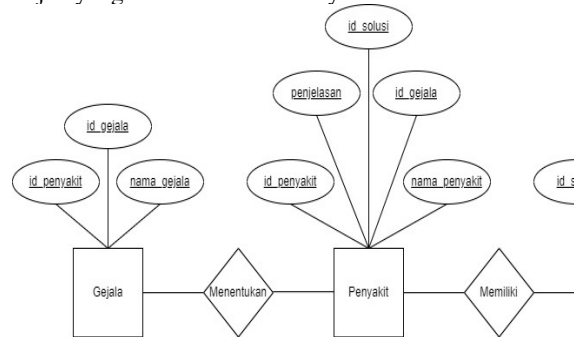 id_solusi
penjelasan
id_gejala
id_gejala
id_penyakit
nama_gejala
id_penyakit
nama_penyakit
Gejala
Menentukan
Penyakit
Memiliki